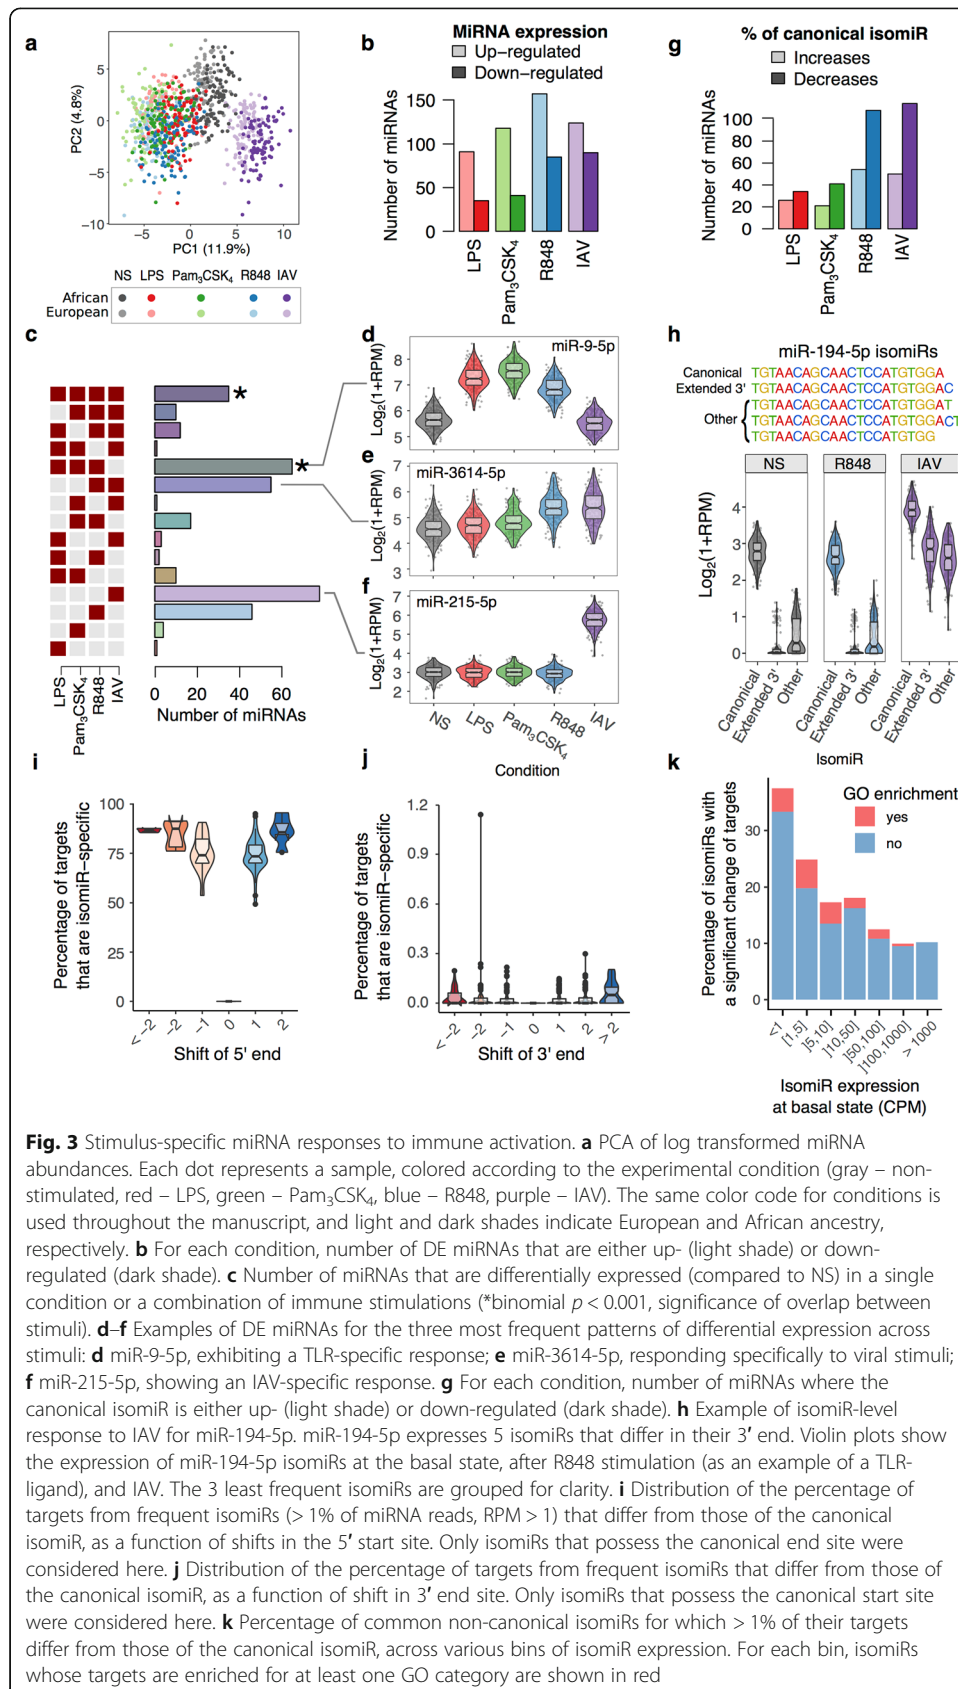 a
PC2 (4.8%)
5
0
−5
−10
−5
0
5
10
PC1 (11.9%)
NS LPS Pam3CSK4 R848 IAV
African
European
b
MiRNA expression
Up−regulated
Down−regulated
Number of miRNAs
150
100
50
0
LPS
Pam3CSK4
R848
IAV
g
% of canonical isomiR
Increases
Decreases
Number of miRNAs
100
80
60
40
20
0
LPS
Pam3CSK4
R848
IAV
c
*
*
LPS
Pam3CSK4
R848
IAV
0 20 40 60
Number of miRNAs
d
miR−9−5p
Log2(1+RPM)
8
7
6
5
e
miR−3614−5p
Log2(1+RPM)
7
6
5
4
3
f
miR−215−5p
Log2(1+RPM)
7
6
5
4
3
2
NS
LPS
Pam3CSK4
R848
IAV
Condition
h
miR−194−5p isomiRs
Canonical TGTAACAGCAACTCCATGTGGA
Extended 3' TGTAACAGCAACTCCATGTGGAC
Other
TGTAACAGCAACTCCATGTGGAT
TGTAACAGCAACTCCATGTGGACT
TGTAACAGCAACTCCATGTGG
NS R848 IAV
Log2(1+RPM)
4
3
2
1
0
Canonical
Extended 3'
Other
Canonical
Extended 3'
Other
Canonical
Extended 3'
Other
IsomiR
i
Percentage of targets
that are isomiR−specific
100
75
50
25
0
< −2
−2
−1
0
1
2
Shift of 5' end
j
Percentage of targets
that are isomiR−specific
1.2
0.9
0.6
0.3
0.0
< −2
−2
−1
0
1
2
> 2
Shift of 3' end
k
GO enrichment
yes
no
Percentage of isomiRs with
a significant change of targets
30
20
10
0
<1
[1,5]
]5,10]
]10,50]
]50,100]
]100,1000]
> 1000
IsomiR expression
at basal state (CPM)
Fig. 3 Stimulus-specific miRNA responses to immune activation. a PCA of log transformed miRNA
abundances. Each dot represents a sample, colored according to the experimental condition (gray – non-
stimulated, red – LPS, green – Pam3CSK4, blue – R848, purple – IAV). The same color code for conditions is
used throughout the manuscript, and light and dark shades indicate European and African ancestry,
respectively. b For each condition, number of DE miRNAs that are either up- (light shade) or down-
regulated (dark shade). c Number of miRNAs that are differentially expressed (compared to NS) in a single
condition or a combination of immune stimulations (*binomial p < 0.001, significance of overlap between
stimuli). d–f Examples of DE miRNAs for the three most frequent patterns of differential expression across
stimuli: d miR-9-5p, exhibiting a TLR-specific response; e miR-3614-5p, responding specifically to viral stimuli;
f miR-215-5p, showing an IAV-specific response. g For each condition, number of miRNAs where the
canonical isomiR is either up- (light shade) or down-regulated (dark shade). h Example of isomiR-level
response to IAV for miR-194-5p. miR-194-5p expresses 5 isomiRs that differ in their 3′ end. Violin plots show
the expression of miR-194-5p isomiRs at the basal state, after R848 stimulation (as an example of a TLR-
ligand), and IAV. The 3 least frequent isomiRs are grouped for clarity. i Distribution of the percentage of
targets from frequent isomiRs (> 1% of miRNA reads, RPM > 1) that differ from those of the canonical
isomiR, as a function of shifts in the 5′ start site. Only isomiRs that possess the canonical end site were
considered here. j Distribution of the percentage of targets from frequent isomiRs that differ from those of
the canonical isomiR, as a function of shift in 3′ end site. Only isomiRs that possess the canonical start site
were considered here. k Percentage of common non-canonical isomiRs for which > 1% of their targets
differ from those of the canonical isomiR, across various bins of isomiR expression. For each bin, isomiRs
whose targets are enriched for at least one GO category are shown in red